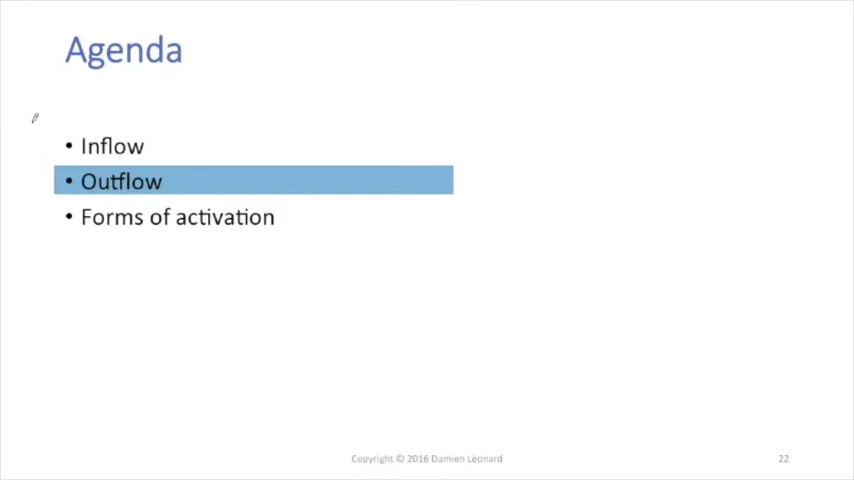 Agenda
• Inflow
• Outflow
• Forms of activation
Copyright © 2016 Damien Léonard
22